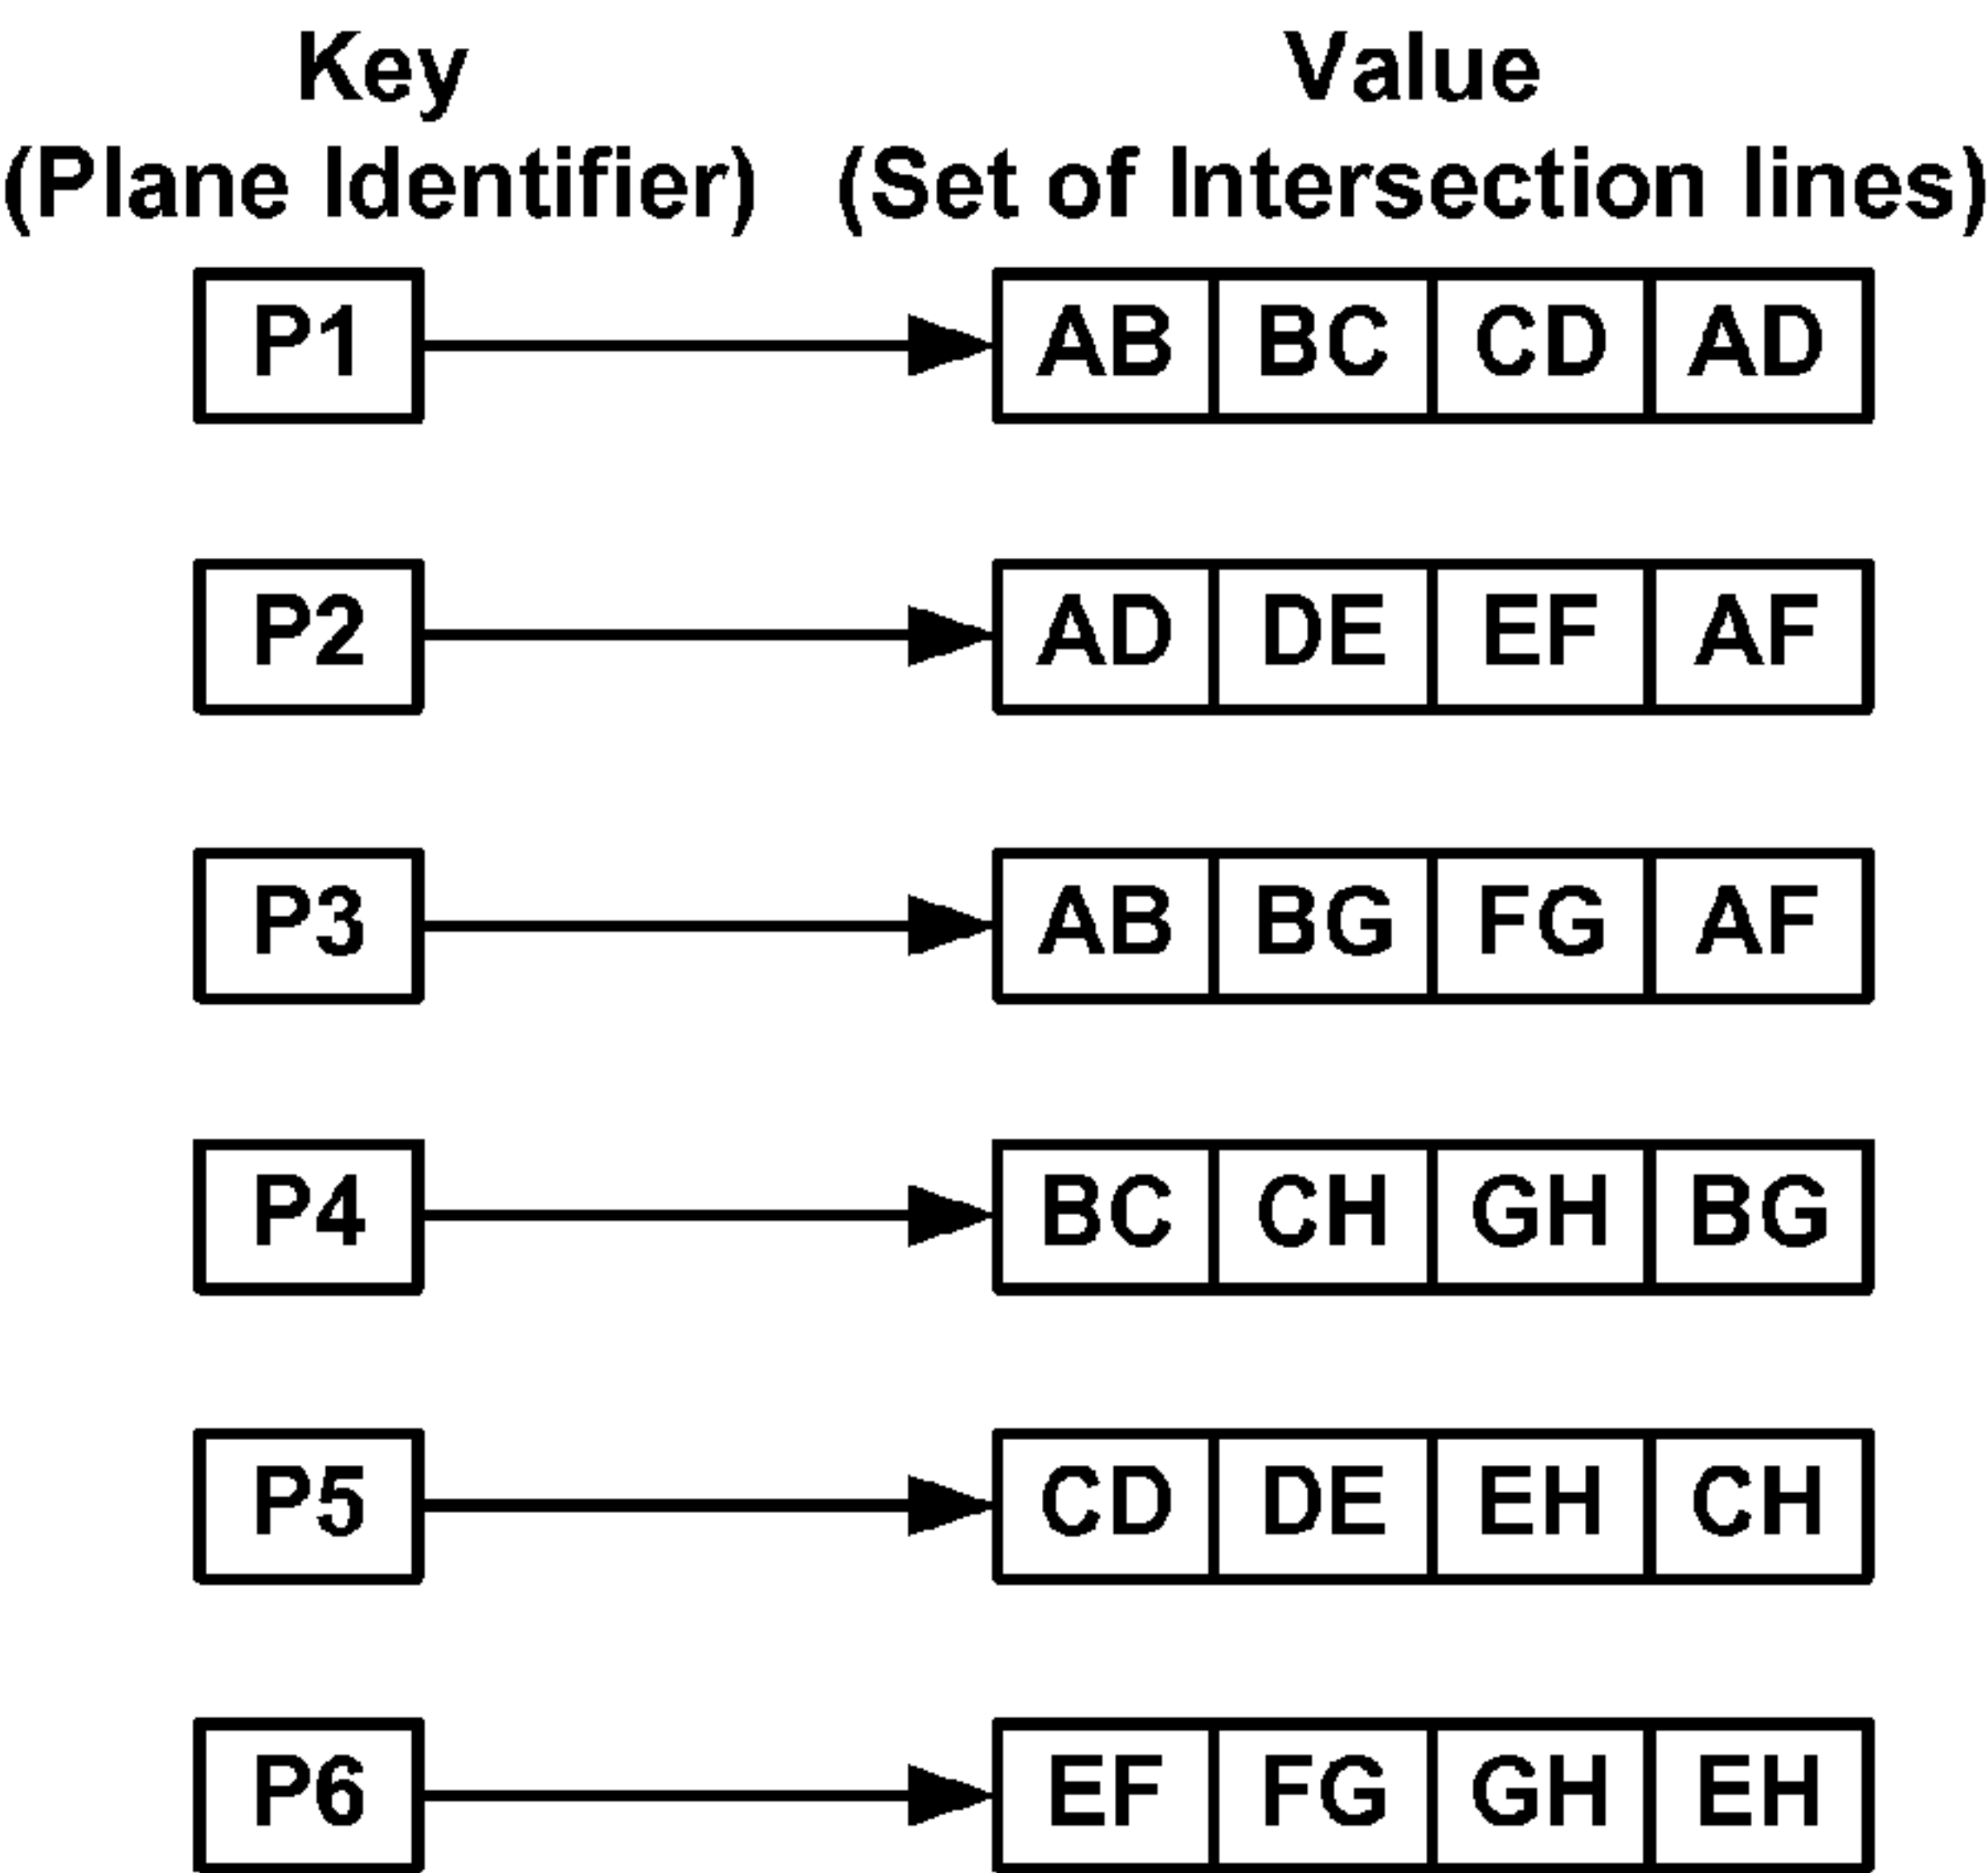 Key Value
(Plane Identifier) (Set of Intersection lines)
P1 AB BC CD AD
P2 AD DE EF AF
P3 AB BG FG AF
P4 BC CH GH BG
P5 CD DE EH CH
P6 EF FG GH EH